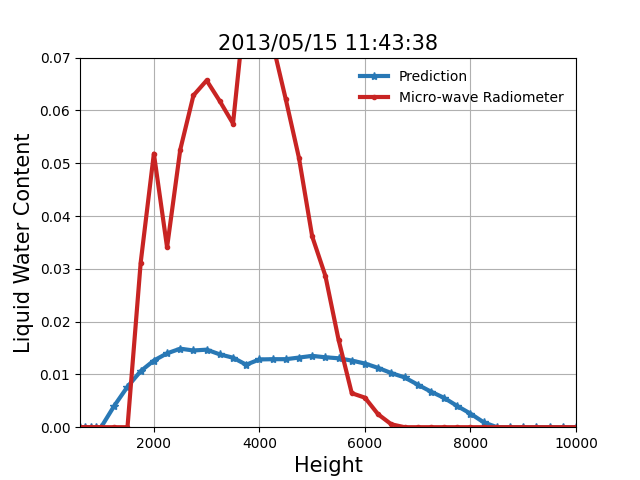 2013/05/15 11:43:38
Liquid Water Content
0.07
0.06
0.05
0.04
0.03
0.02
0.01
0.00
Prediction
Micro-wave Radiometer
2000 4000 6000 8000 10000
Height